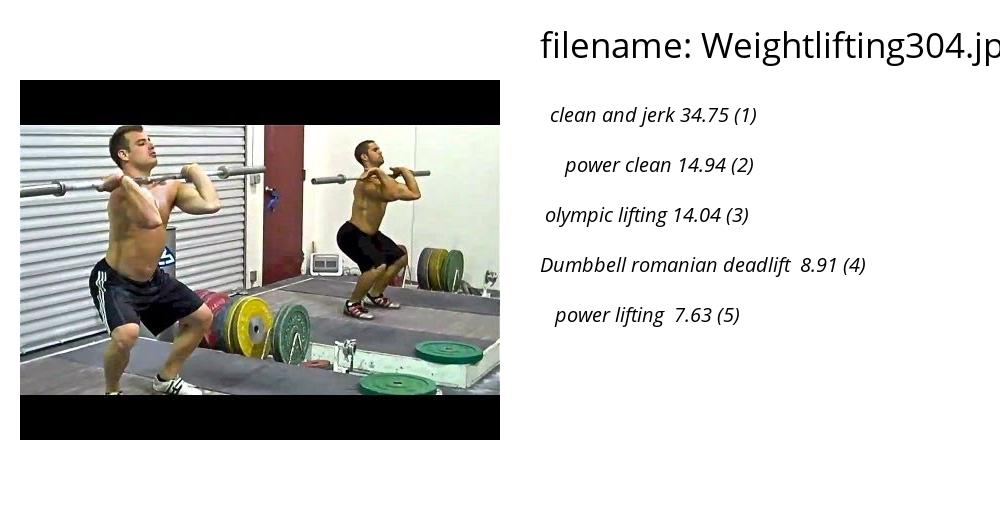 filename: Weightlifting304.jp
clean and jerk 34.75 (1)
power clean 14.94 (2)
olympic lifting 14.04 (3)
Dumbbell romanian deadlift 8.91 (4)
power lifting 7.63 (5)